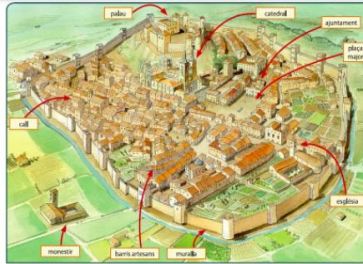 palau
catedral
ajuntament
plaça
major
call
església
monestir
barris artesans
muralla